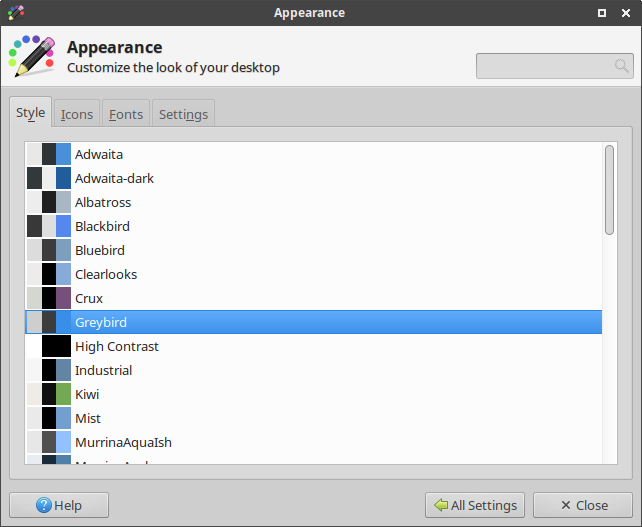 Appearance
Appearance
Customize the look of your desktop
Style Icons Fonts Settings
Adwaita
Adwaita-dark
Albatross
Blackbird
Bluebird
Clearlooks
Crux
Greybird
High Contrast
Industrial
Kiwi
Mist
MurrinaAquaIsh
Help All Settings Close